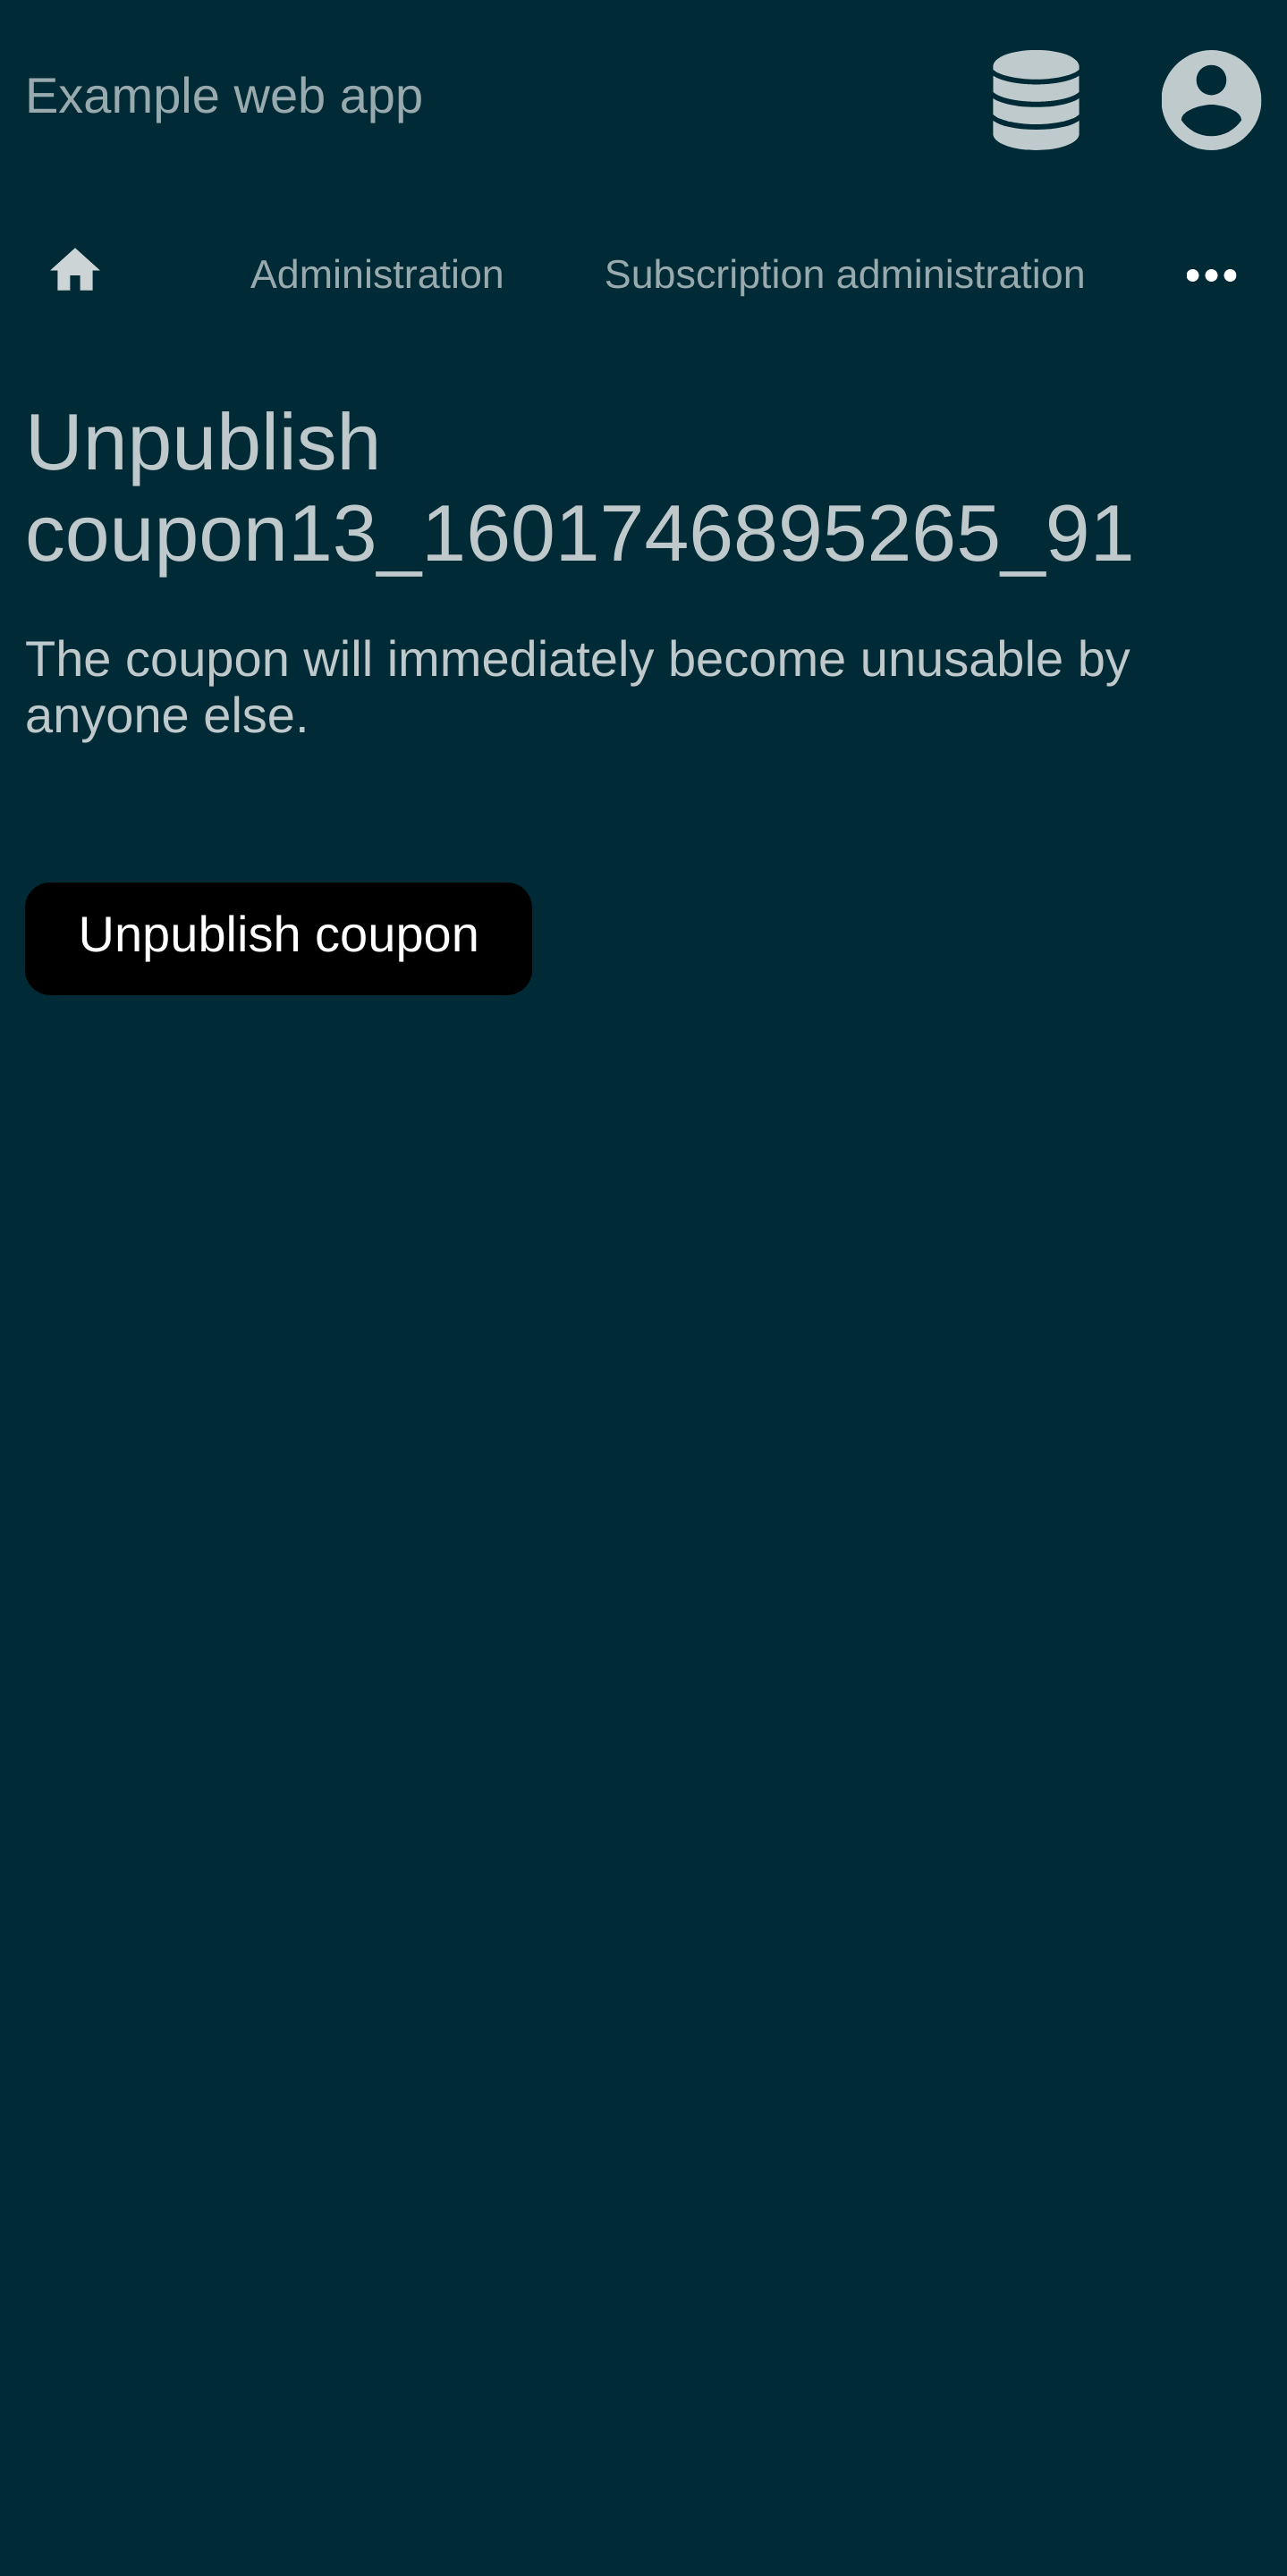 Example web app
Administration Subscription administration
Unpublish
coupon13_1601746895265_91
The coupon will immediately become unusable by
anyone else.
Unpublish coupon